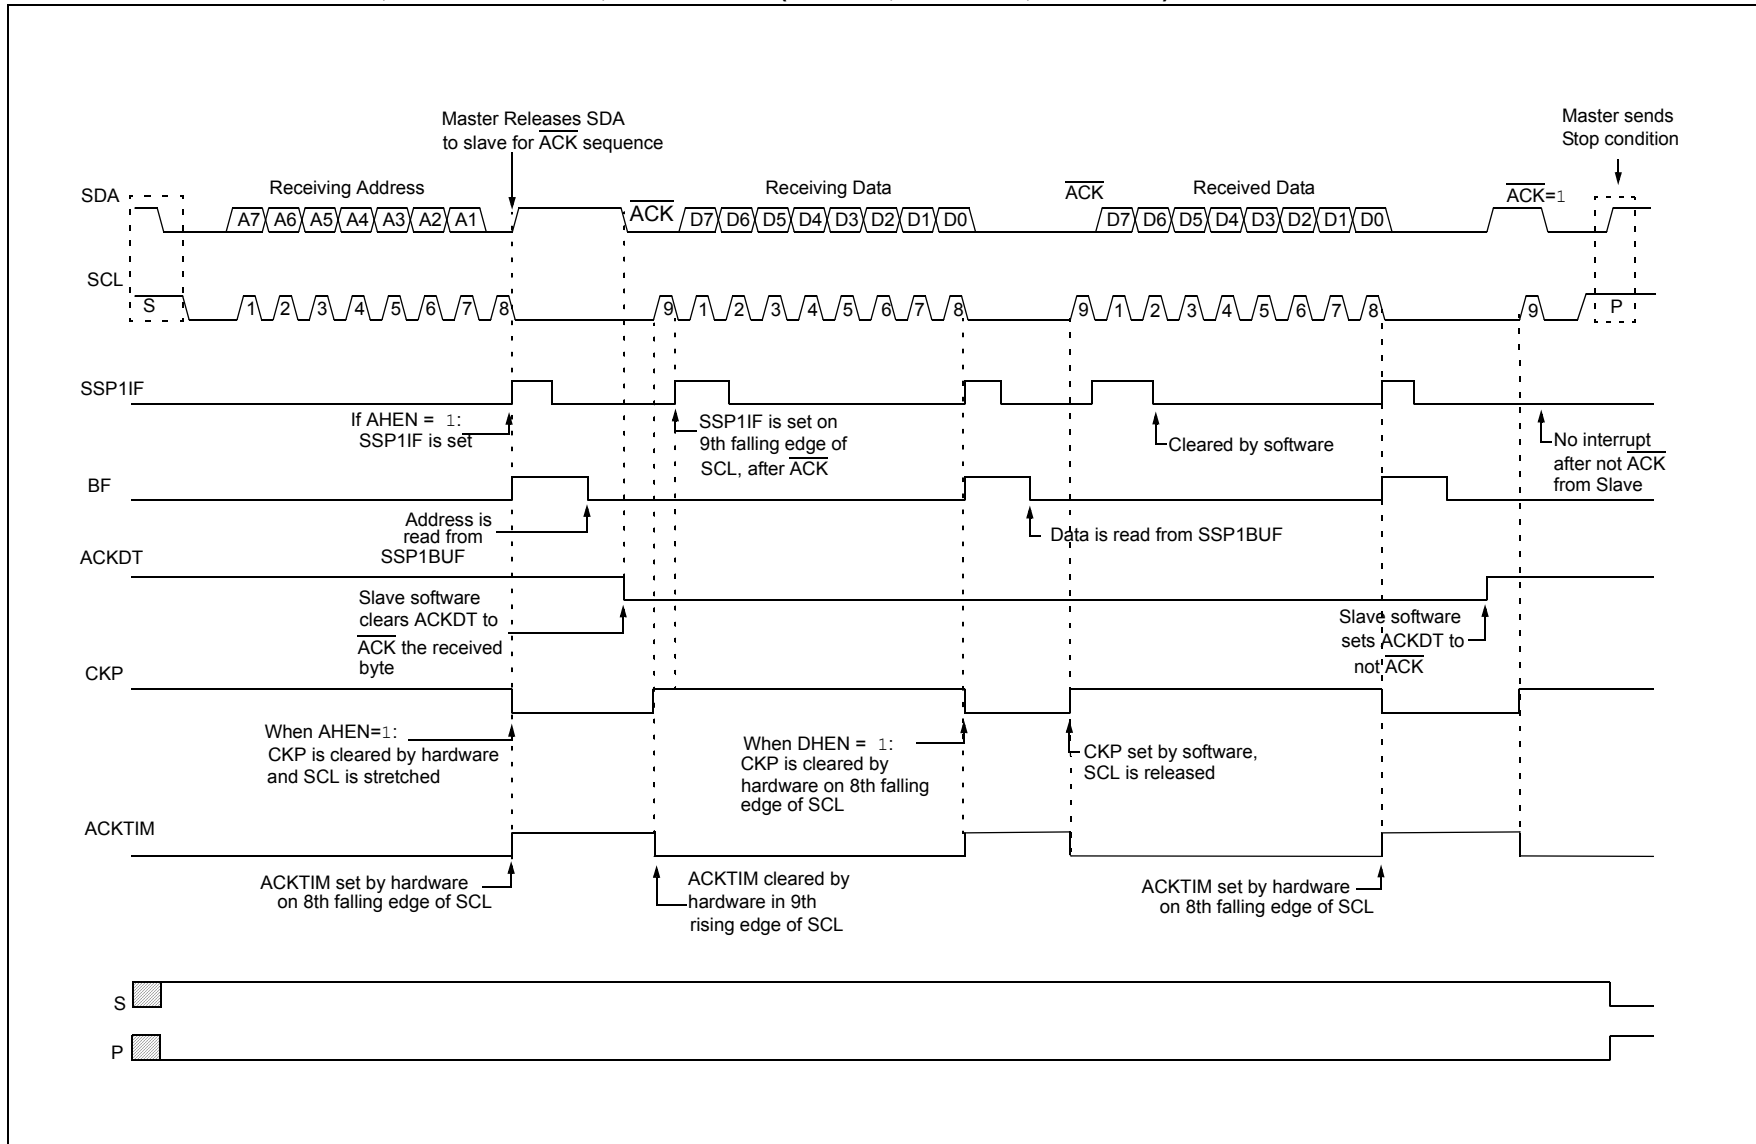 Master Releases SDA
to slave for ACK sequence
Master sends
Stop condition
SDA
Receiving Address
ACK
Receiving Data
ACK
Received Data
ACK=1
A7 A6 A5 A4 A3 A2 A1
D7 D6 D5 D4 D3 D2 D1 D0
D7 D6 D5 D4 D3 D2 D1 D0
SCL
S
1 2 3 4 5 6 7 8
9 1 2 3 4 5 6 7 8
9 1 2 3 4 5 6 7 8
9
P
SSP1IF
If AHEN = 1:
SSP1IF is set
SSP1IF is set on
9th falling edge of
SCL, after ACK
Cleared by software
No interrupt
after not ACK
from Slave
BF
Address is
read from
SSP1BUF
Data is read from SSP1BUF
ACKDT
Slave software
clears ACKDT to
ACK the received
byte
Slave software
sets ACKDT to
not ACK
CKP
When AHEN=1:
CKP is cleared by hardware
and SCL is stretched
When DHEN = 1:
CKP is cleared by
hardware on 8th falling
edge of SCL
CKP set by software,
SCL is released
ACKTIM
ACKTIM set by hardware
on 8th falling edge of SCL
ACKTIM cleared by
hardware in 9th
rising edge of SCL
ACKTIM set by hardware
on 8th falling edge of SCL
S
P